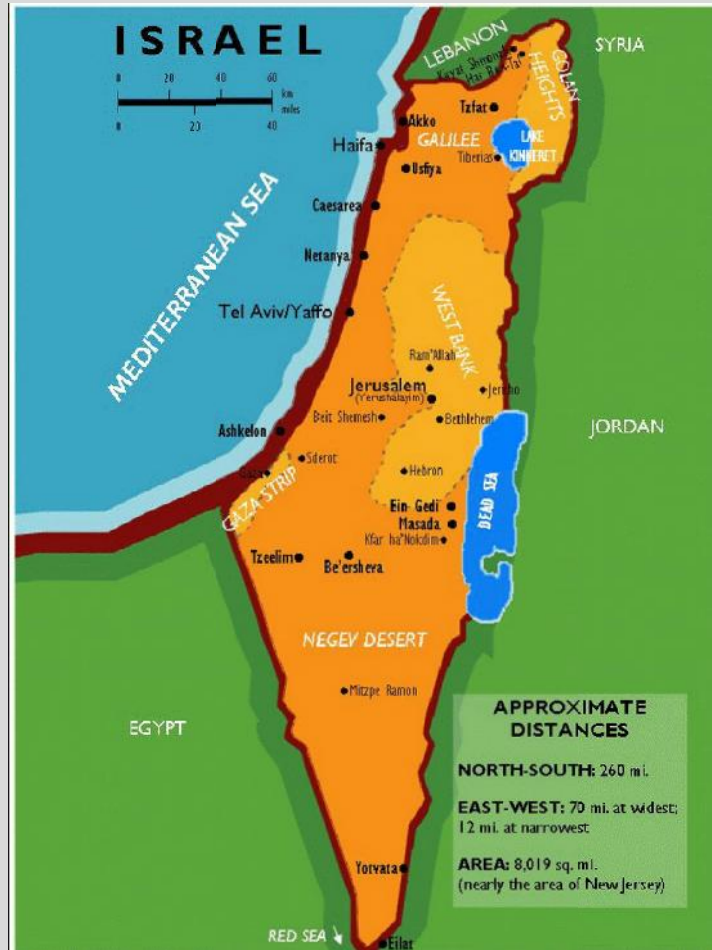 ISRAEL
0 20 40 60
km
miles
0 20 40
LEBANON
SYRIA
GOLAN
HEIGHTS
Tzfat
Akko
GALILEE
LAKE
KINNERET
Haifa
Tiberias
Usfiya
Caesarea
MEDITERRANEAN SEA
Netanya
WEST BANK
Tel Aviv/Yaffo
Ram'Allah
Jerusalem
(Yerushalayim)
Jericho
Beit Shemesh
Bethlehem
JORDAN
Ashkelon
Sderot
Gaza
Hebron
GAZA STRIP
DEAD SEA
Ein Gedi
Masada
Kfar ha'Nokdim
Tzeelim
Be'ersheva
NEGEV DESERT
Mitzpe Ramon
EGYPT
APPROXIMATE
DISTANCES
NORTH-SOUTH: 260 mi.
EAST-WEST: 70 mi. at widest;
12 mi. at narrowest
AREA: 8,019 sq. mi.
(nearly the area of New Jersey)
Yotvata
RED SEA
Eilat